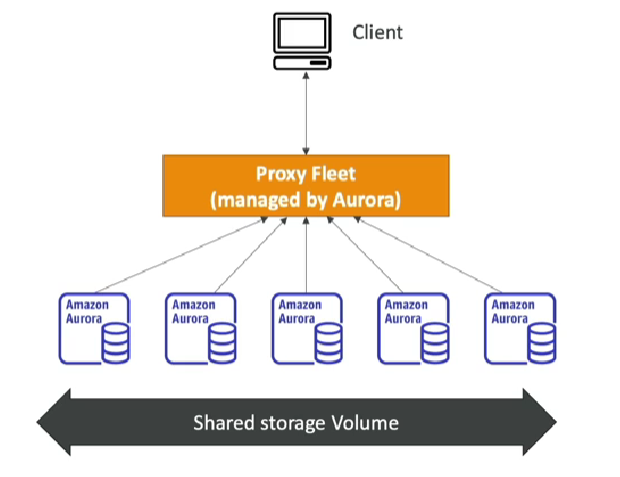 Client
Proxy Fleet
(managed by Aurora)
Amazon
Aurora
Amazon
Aurora
Amazon
Aurora
Amazon
Aurora
Amazon
Aurora
Shared storage Volume